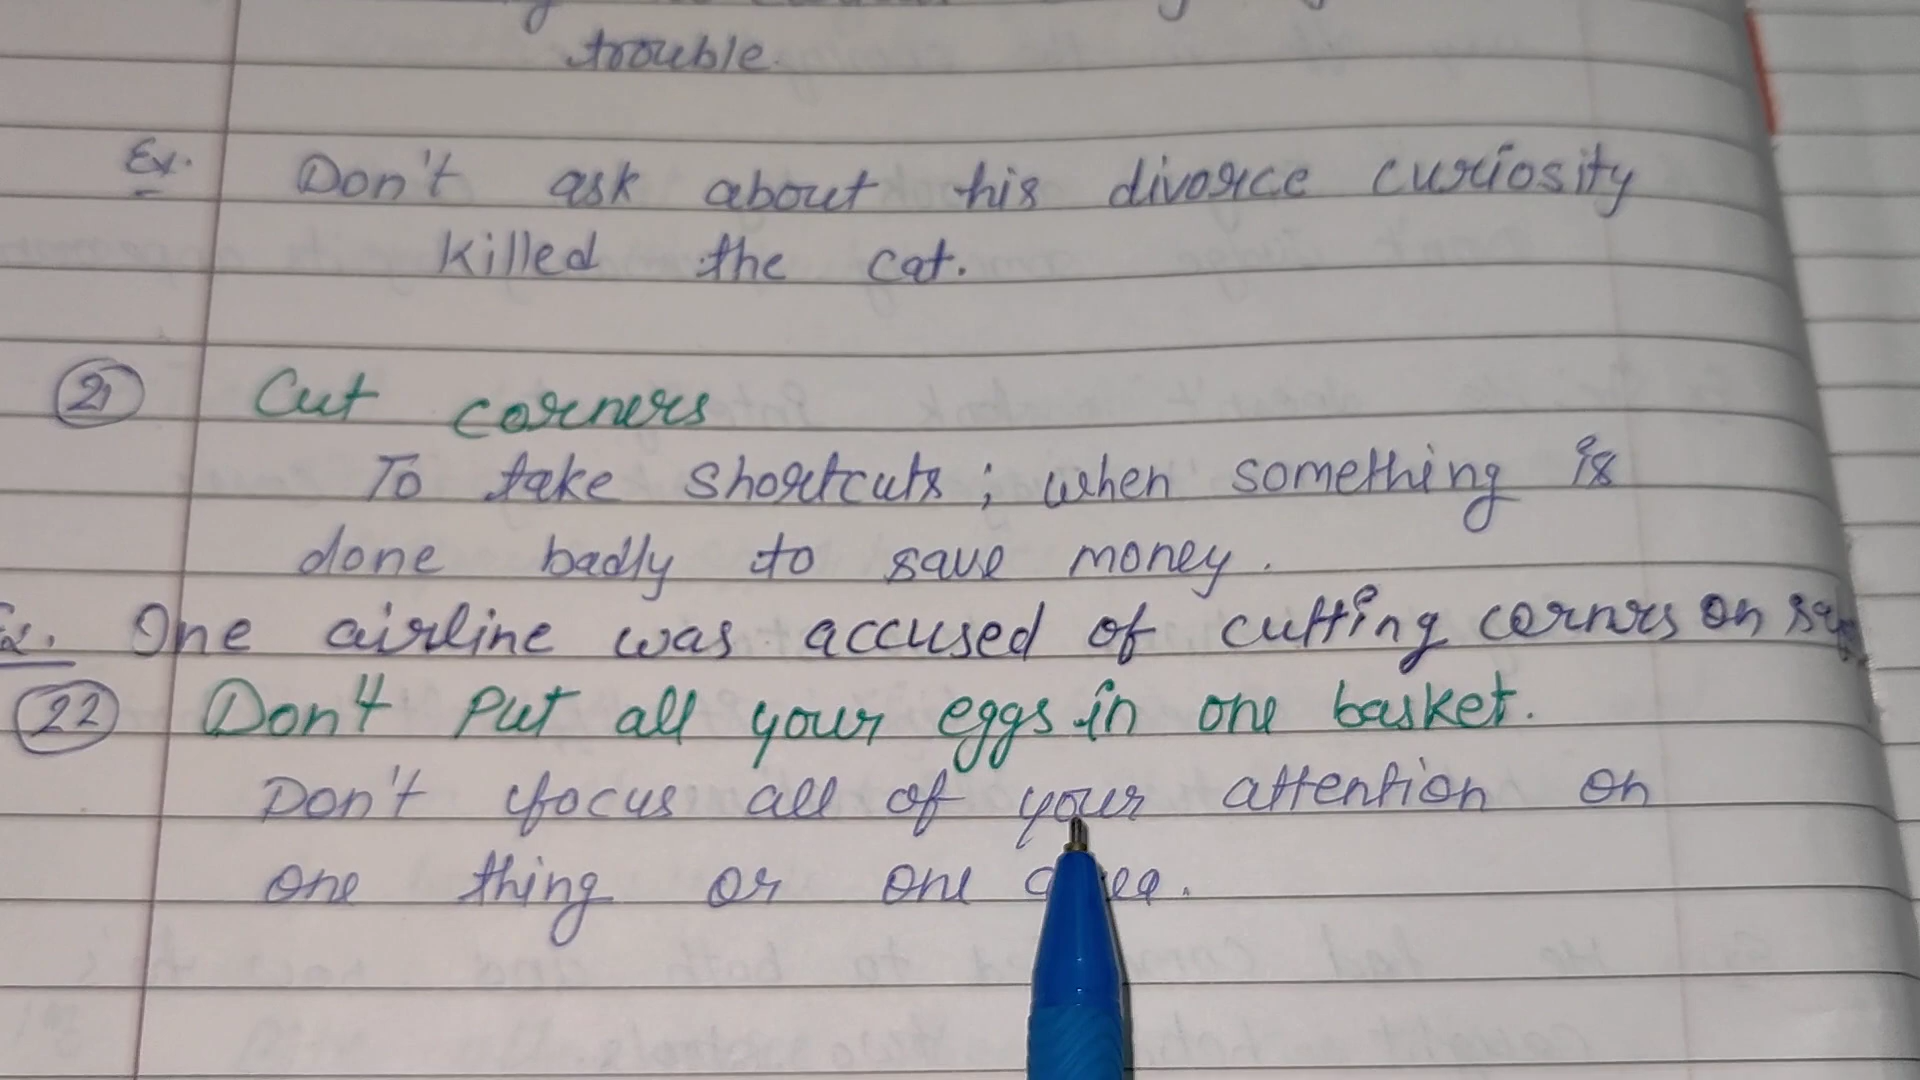 trouble.
Ex. Don't ask about his divorce curiosity
killed the cat.
21 Cut corners
To take shortcuts; when something is
done badly to save money.
Ex. One airline was accused of cutting corners on
22 Don't Put all your eggs in one basket.
Don't focus all of your attention on
one thing or one area.